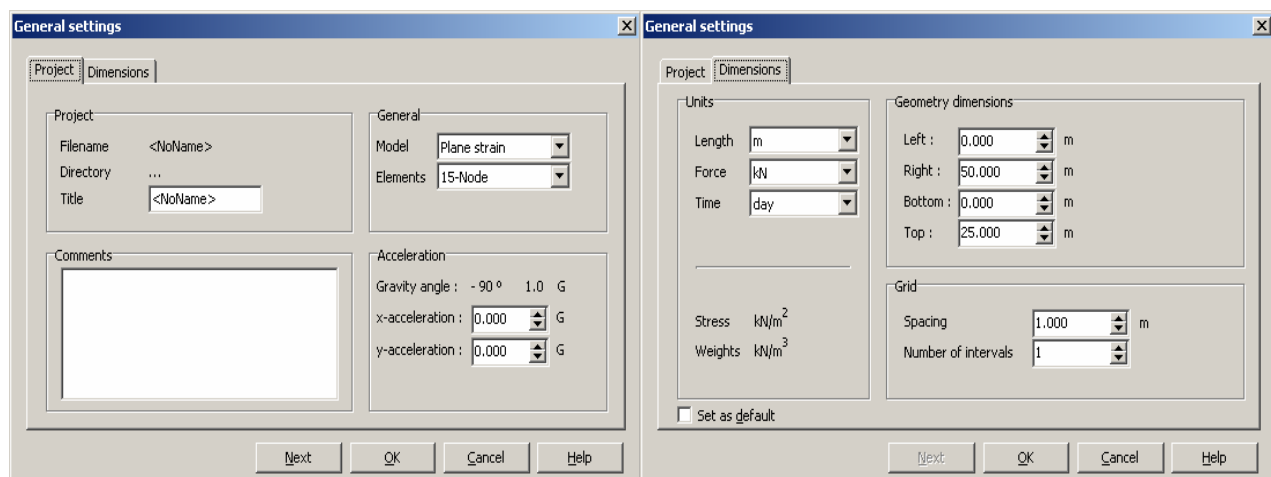 General settings
Project Dimensions
Project
Filename <NoName>
Directory ...
Title <NoName>
General
Model Plane strain
Elements 15-Node
Comments
Acceleration
Gravity angle : - 90 º 1.0 G
x-acceleration : 0.000 G
y-acceleration : 0.000 G
Next OK Cancel Help
General settings
Project Dimensions
Units
Length m
Force kN
Time day
Stress kN/m2
Weights kN/m3
Geometry dimensions
Left : 0.000 m
Right : 50.000 m
Bottom : 0.000 m
Top : 25.000 m
Grid
Spacing 1.000 m
Number of intervals 1
Set as default
Next OK Cancel Help